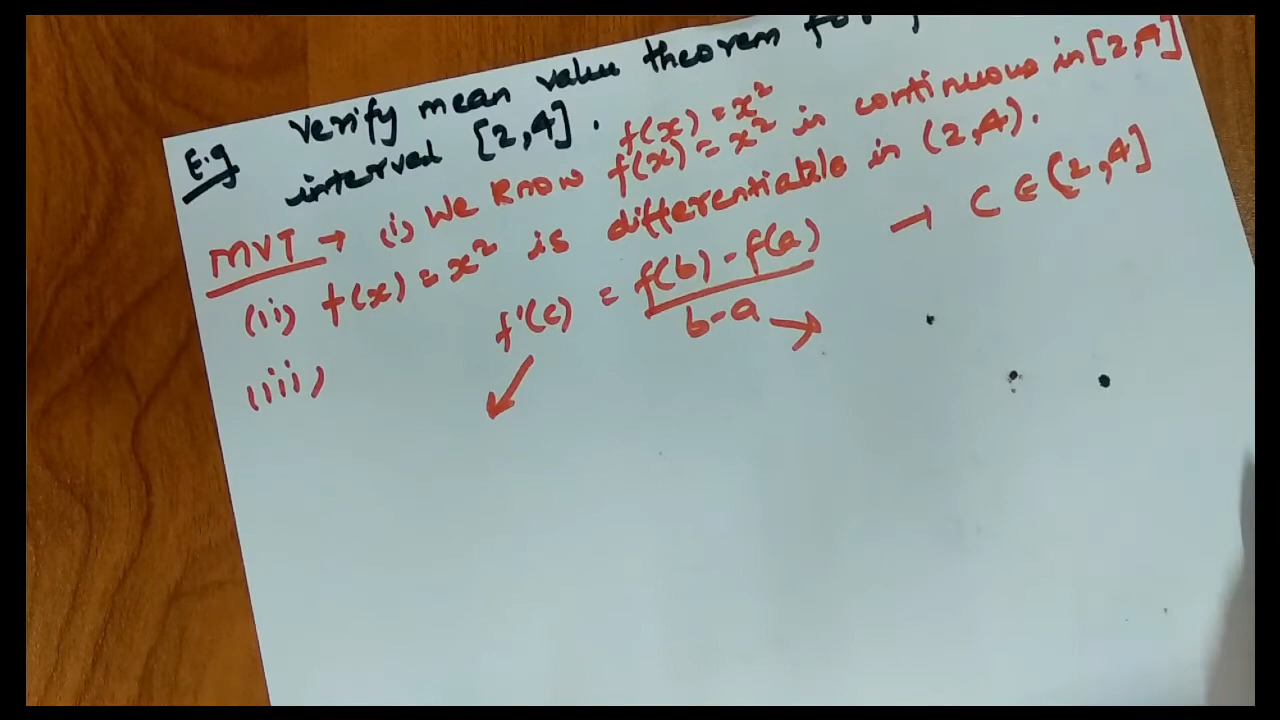 E.g verify mean value theorem for
interved [2,4].
f(x) = x²
MVT → (i) We know f(x) = x² is continuous in [2,4]
(ii) f(x) = x² is differentiable in (2,4).
(iii) f'(c) = f(b) - f(a) / b-a → C ∈ (2,4]